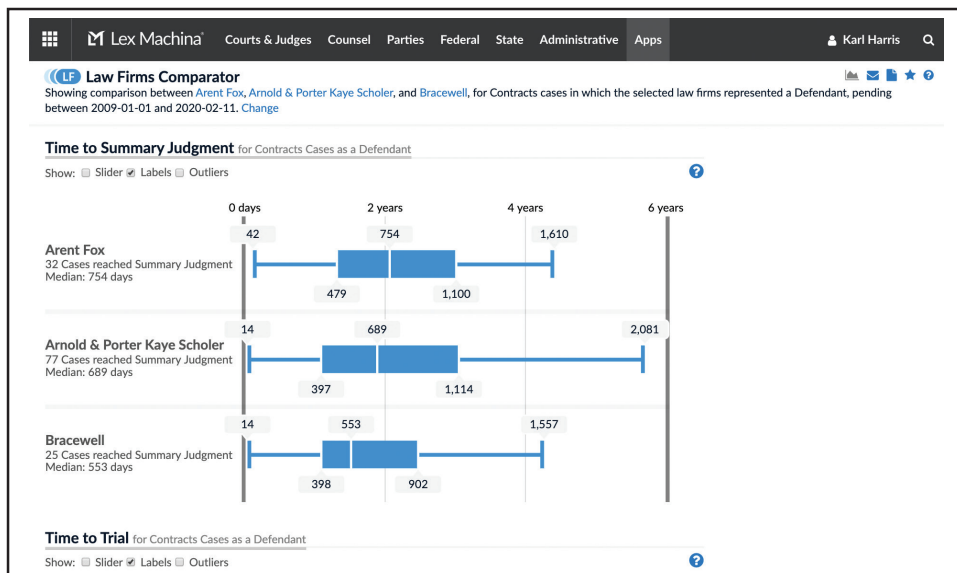 Lex Machina® Courts & Judges Counsel Parties Federal State Administrative Apps Karl Harris
LF Law Firms Comparator
Showing comparison between Arent Fox, Arnold & Porter Kaye Scholer, and Bracewell, for Contracts cases in which the selected law firms represented a Defendant, pending
between 2009-01-01 and 2020-02-11. Change
Time to Summary Judgment for Contracts Cases as a Defendant
Show: Slider Labels Outliers
0 days 2 years 4 years 6 years
42 754 1,610
Arent Fox
32 Cases reached Summary Judgment
Median: 754 days
479 1,100
14 689 2,081
Arnold & Porter Kaye Scholer
77 Cases reached Summary Judgment
Median: 689 days
397 1,114
14 553 1,557
Bracewell
25 Cases reached Summary Judgment
Median: 553 days
398 902
Time to Trial for Contracts Cases as a Defendant
Show: Slider Labels Outliers